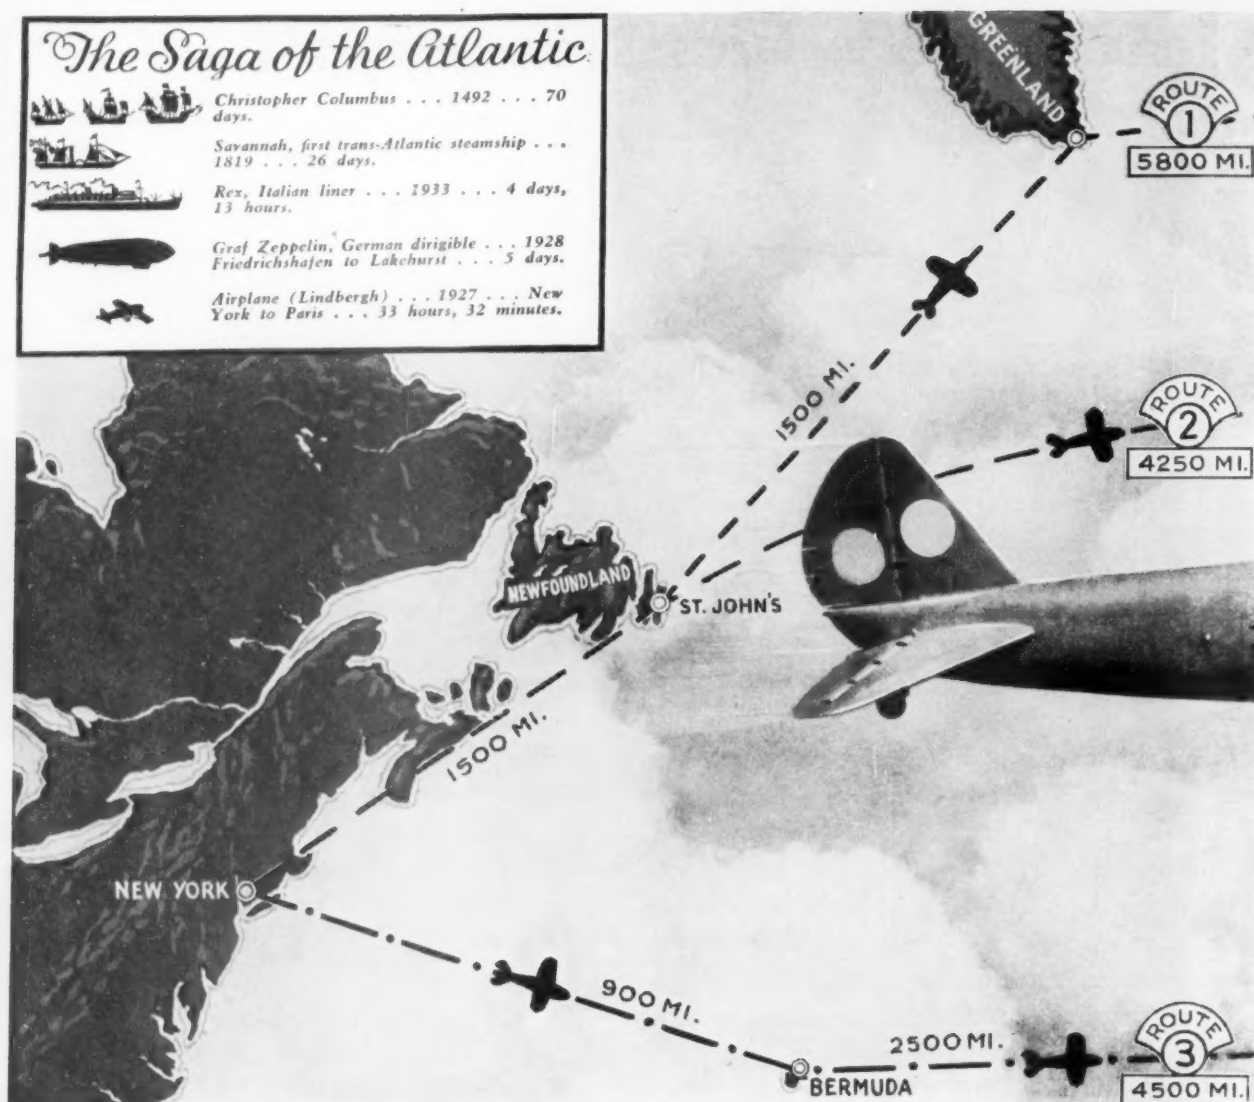 The Saga of the Atlantic
Christopher Columbus . . . 1492 . . . 70
days.
Savannah, first trans-Atlantic steamship . . .
1819 . . . 26 days.
Rex, Italian liner . . . 1933 . . . 4 days,
13 hours.
Graf Zeppelin, German dirigible . . . 1928
Friedrichshafen to Lakehurst . . . 5 days.
Airplane (Lindbergh) . . . 1927 . . . New
York to Paris . . . 33 hours, 32 minutes.
GREENLAND
ROUTE
1
5800 MI.
1500 MI.
ROUTE
2
4250 MI.
NEWFOUNDLAND
ST. JOHN'S
1500 MI.
NEW YORK
900 MI.
2500 MI.
BERMUDA
ROUTE
3
4500 MI.